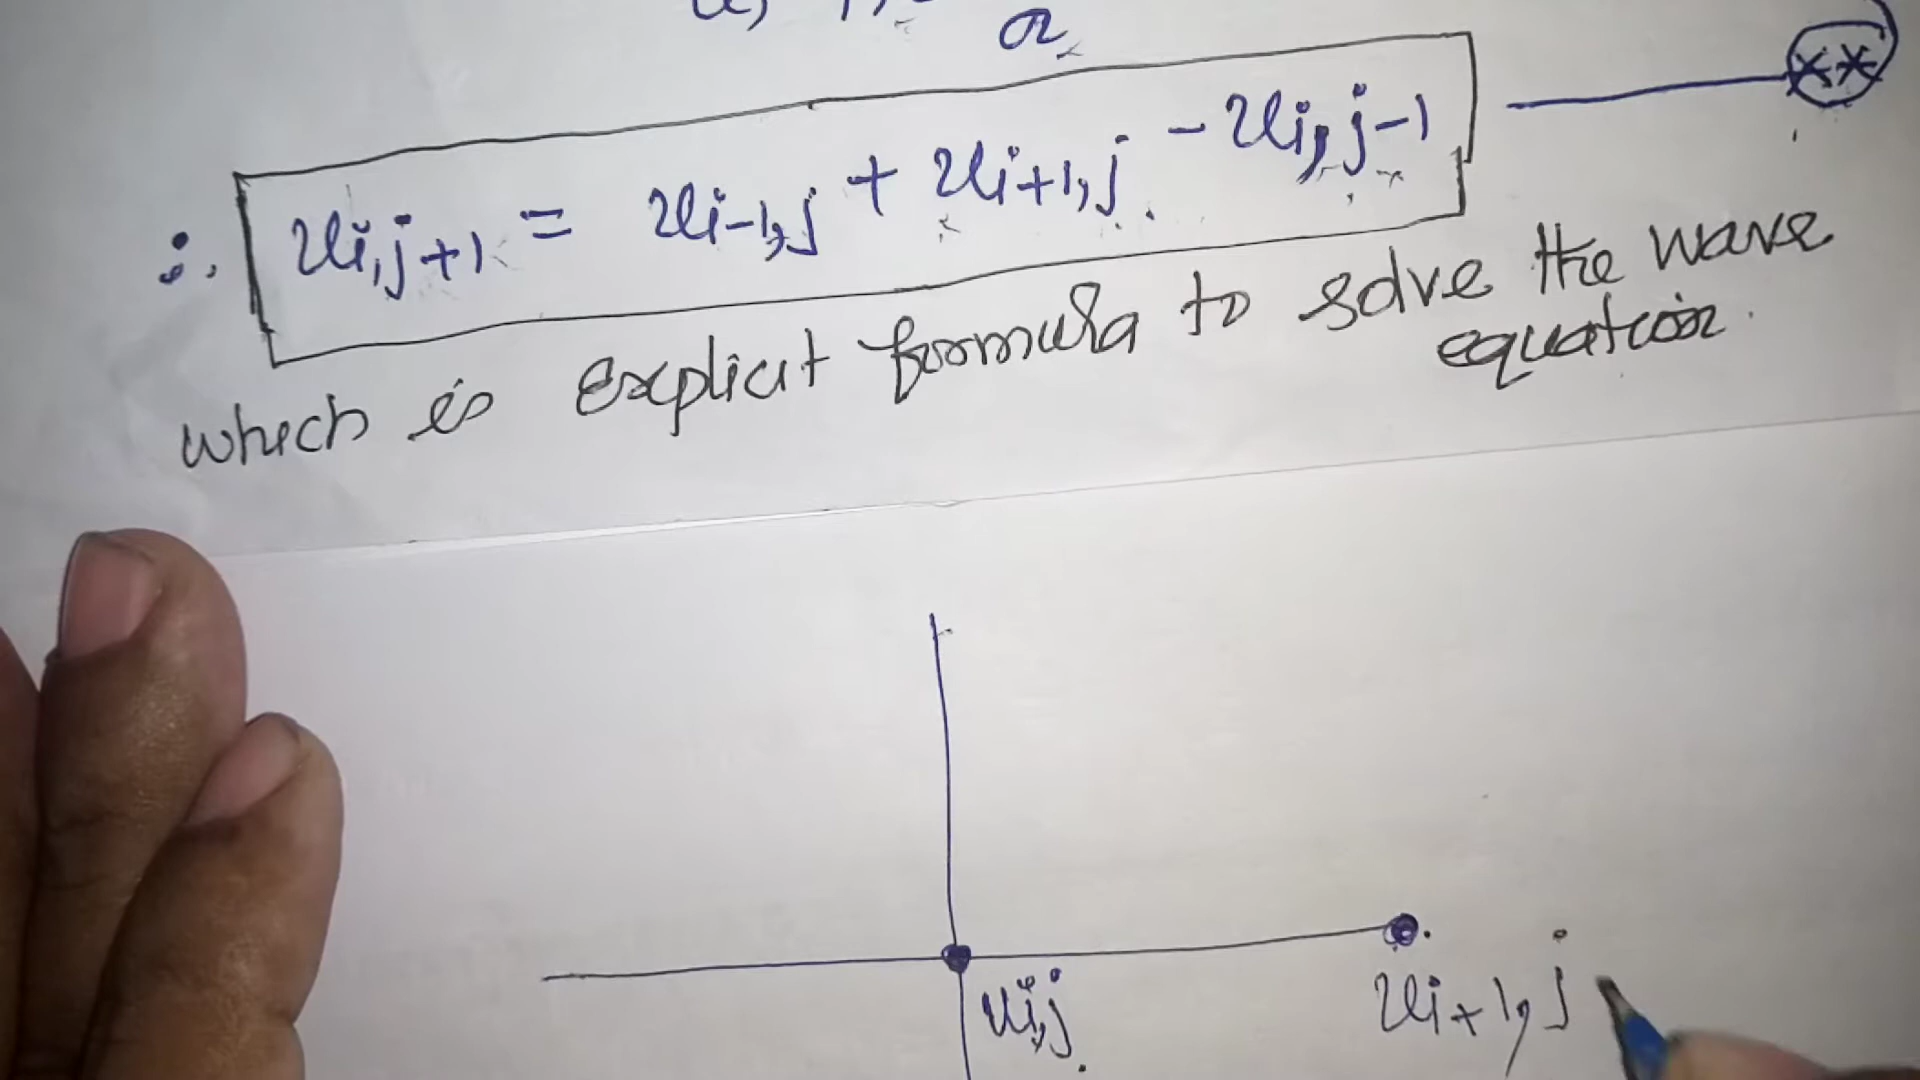 ∴ u_{i,j+1} = u_{i-1,j} + u_{i+1,j} - u_{i,j-1} — **
which is explicit formula to solve the wave
equation.
u_{i,j}
u_{i+1,j}